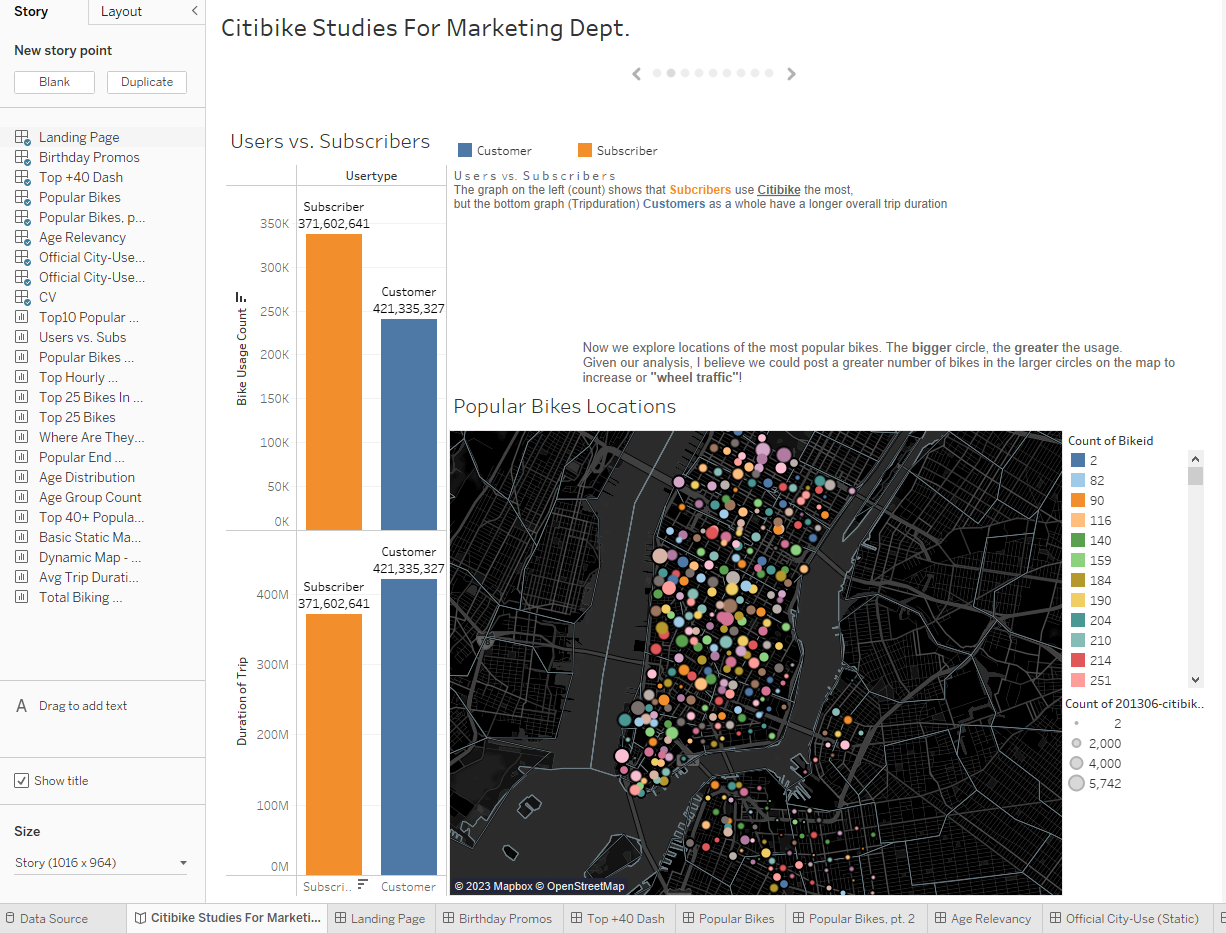 Story
Layout
New story point
Blank
Duplicate
Landing Page
Birthday Promos
Top +40 Dash
Popular Bikes
Popular Bikes, p...
Age Relevancy
Official City-Use...
Official City-Use...
CV
Top10 Popular ...
Users vs. Subs
Popular Bikes ...
Top Hourly ...
Top 25 Bikes In ...
Top 25 Bikes
Where Are They...
Popular End ...
Age Distribution
Age Group Count
Top 40+ Popula...
Basic Static Ma...
Dynamic Map - ...
Avg Trip Durati...
Total Biking ...
A Drag to add text
Show title
Size
Story (1016 x 964)
Citibike Studies For Marketing Dept.
Users vs. Subscribers
Customer
Subscriber
Usertype
Subscriber
371,602,641
Customer
421,335,327
Bike Usage Count
350K
300K
250K
200K
150K
100K
50K
0K
Customer
421,335,327
Subscriber
371,602,641
Duration of Trip
400M
300M
200M
100M
0M
Subscri..
Customer
Users vs. Subscribers
The graph on the left (count) shows that Subcribers use Citibike the most,
but the bottom graph (Tripduration) Customers as a whole have a longer overall trip duration
Now we explore locations of the most popular bikes. The bigger circle, the greater the usage.
Given our analysis, I believe we could post a greater number of bikes in the larger circles on the map to
increase or "wheel traffic"!
Popular Bikes Locations
© 2023 Mapbox © OpenStreetMap
Count of Bikeid
2
82
90
116
140
159
184
190
204
210
214
251
Count of 201306-citibik..
2
2,000
4,000
5,742
Data Source
Citibike Studies For Marketi...
Landing Page
Birthday Promos
Top +40 Dash
Popular Bikes
Popular Bikes, pt. 2
Age Relevancy
Official City-Use (Static)